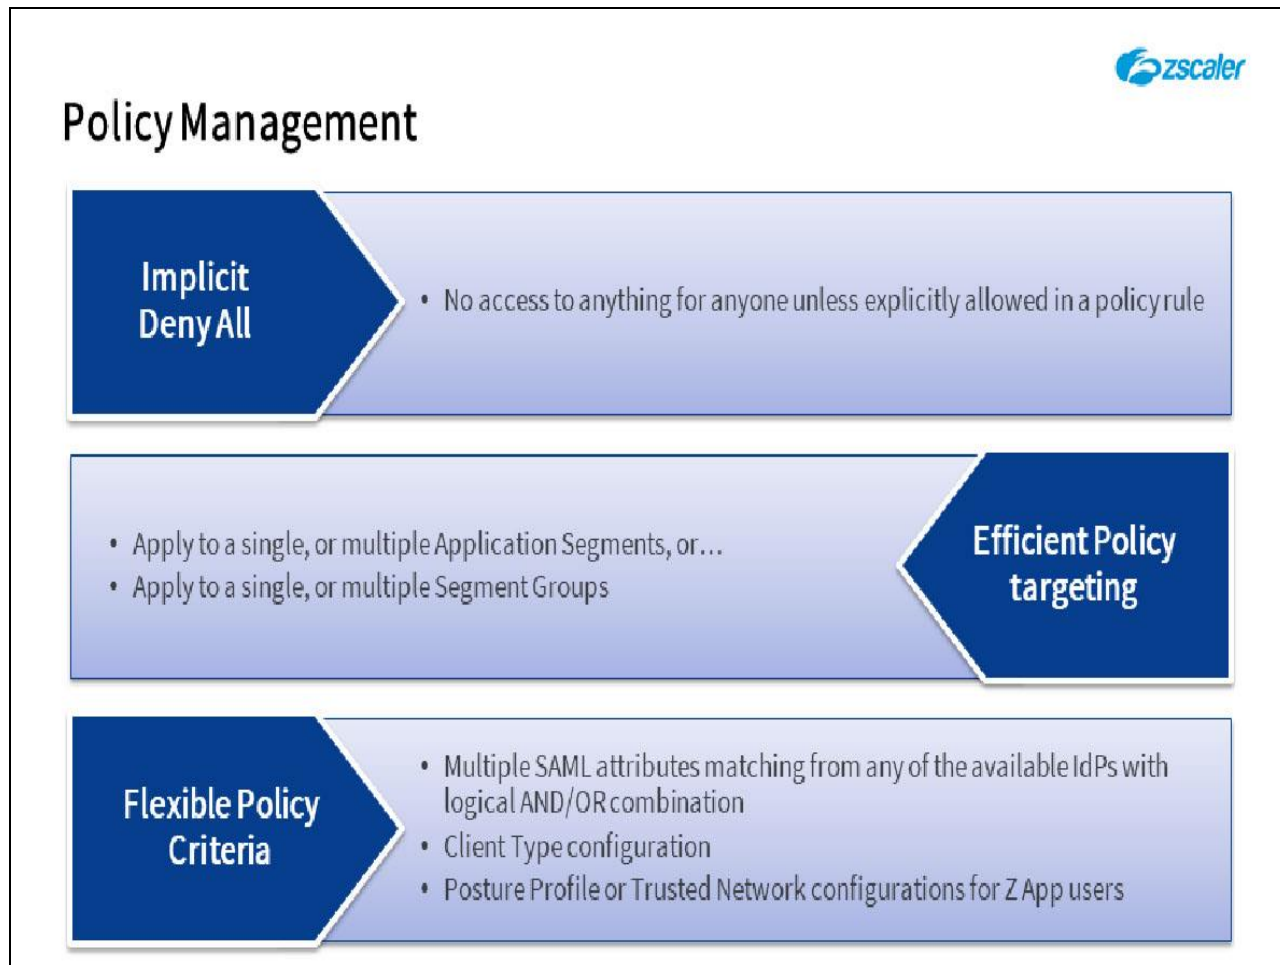 zscaler
Policy Management
Implicit
Deny All
• No access to anything for anyone unless explicitly allowed in a policy rule
• Apply to a single, or multiple Application Segments, or…
• Apply to a single, or multiple Segment Groups
Efficient Policy
targeting
Flexible Policy
Criteria
• Multiple SAML attributes matching from any of the available IdPs with
logical AND/OR combination
• Client Type configuration
• Posture Profile or Trusted Network configurations for Z App users